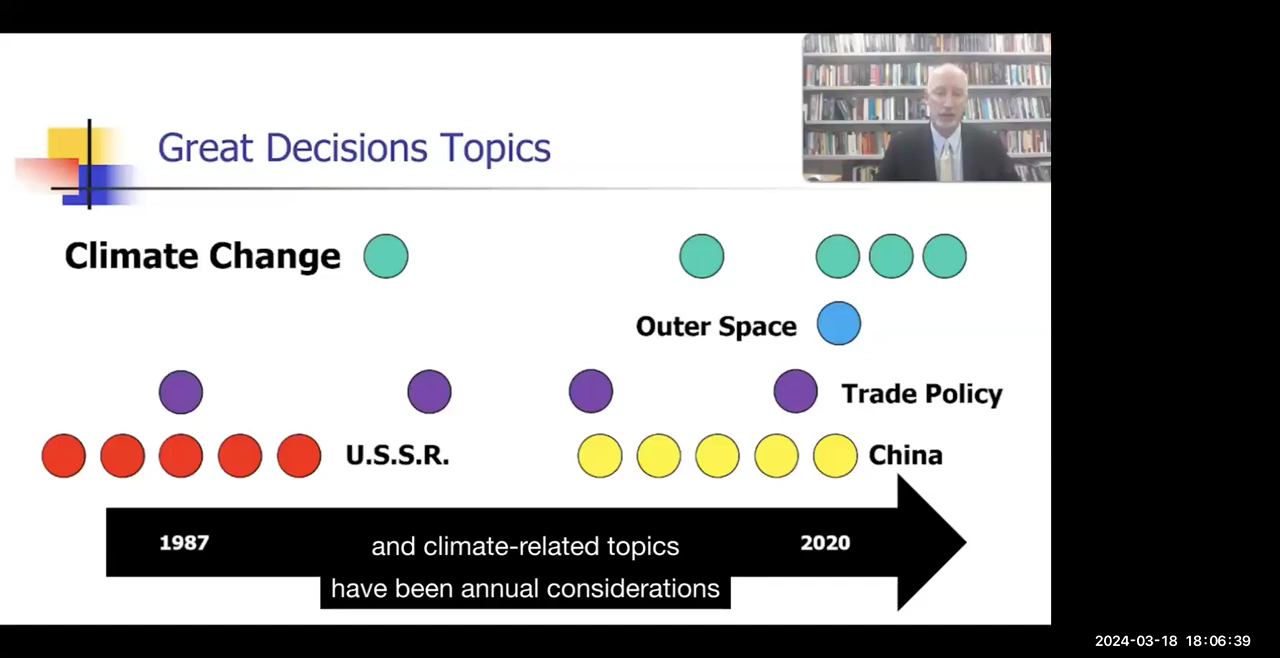 Great Decisions Topics
Climate Change
Outer Space
Trade Policy
U.S.S.R.
China
1987
2020
and climate-related topics
have been annual considerations
2024-03-18 18:06:39